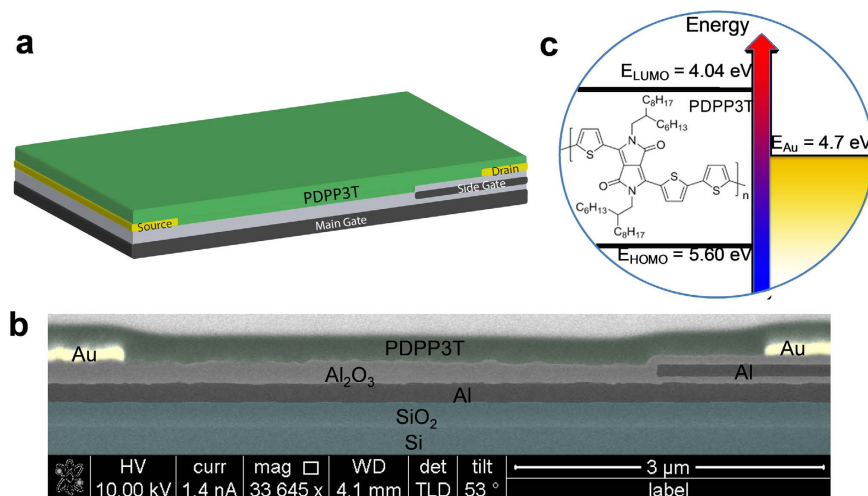 a
PDPP3T
Drain
Side Gate
Source
Main Gate
c
Energy
E_LUMO = 4.04 eV
PDPP3T
C8H17
C6H13
E_Au = 4.7 eV
N
O
S
S
S
O
N
n
C6H13
C8H17
E_HOMO = 5.60 eV
b
Au
PDPP3T
Au
Al2O3
Al
Al
SiO2
Si
HV curr mag □ WD det tilt
3 µm
10.00 kV 1.4 nA 33 645 x 4.1 mm TLD 53 ° label